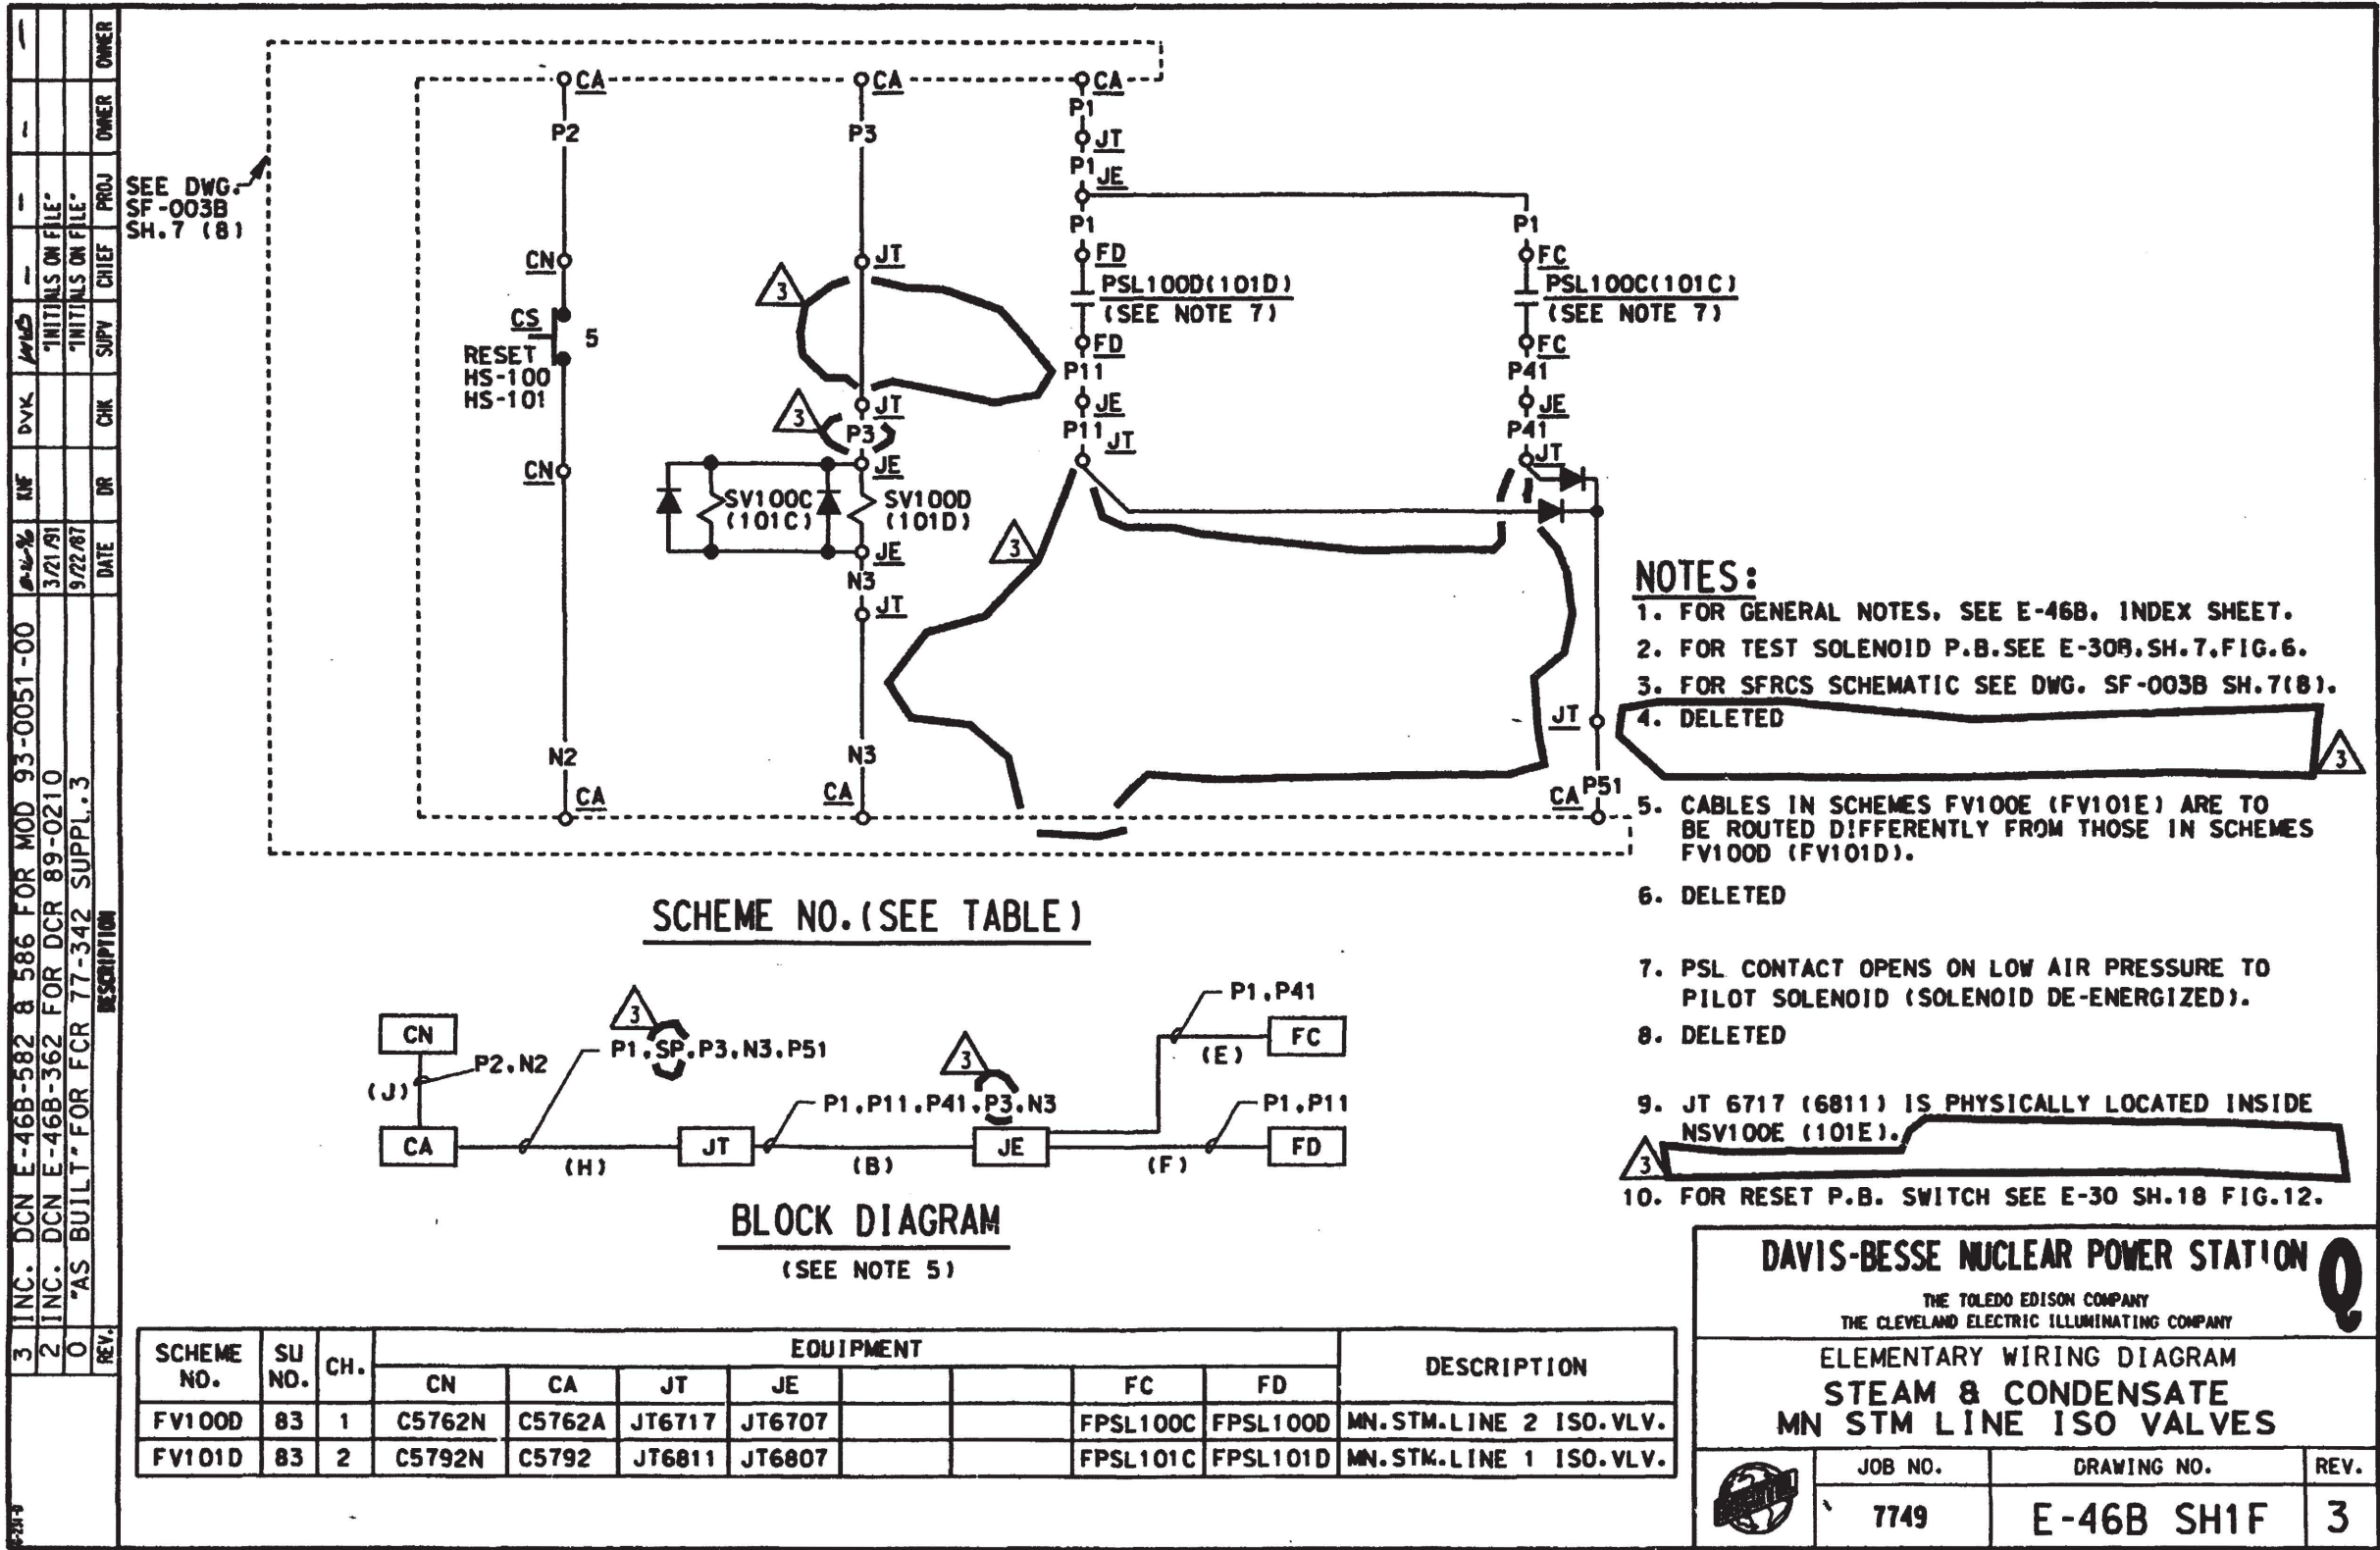 SEE DWG.
SF-003B
SH.7 (8)
CA
CA
CA
P2
P3
P1
JT
P1
JE
P1
P1
CN
JT
FD
FC
3
PSL100D(101D)
(SEE NOTE 7)
PSL100C(101C)
(SEE NOTE 7)
CS
5
RESET
HS-100
HS-101
FD
FC
P11
P41
3
JT
JE
JE
P3
P11
P41
JT
JT
CN
JE
SV100C
(101C)
SV100D
(101D)
3
JE
N3
JT
JT
N2
N3
CA
CA
CA
P51
NOTES:
1. FOR GENERAL NOTES, SEE E-46B, INDEX SHEET.
2. FOR TEST SOLENOID P.B.SEE E-30B.SH.7.FIG.6.
3. FOR SFRCS SCHEMATIC SEE DWG. SF-003B SH.7(8).
4. DELETED
3
5. CABLES IN SCHEMES FV100E (FV101E) ARE TO
BE ROUTED DIFFERENTLY FROM THOSE IN SCHEMES
FV100D (FV101D).
6. DELETED
7. PSL CONTACT OPENS ON LOW AIR PRESSURE TO
PILOT SOLENOID (SOLENOID DE-ENERGIZED).
8. DELETED
9. JT 6717 (6811) IS PHYSICALLY LOCATED INSIDE
NSV100E (101E).
3
10. FOR RESET P.B. SWITCH SEE E-30 SH.18 FIG.12.
SCHEME NO.(SEE TABLE)
3
P1,SP,P3,N3,P51
P1,P41
CN
FC
P2,N2
(J)
3
(E)
P1,P11,P41,P3,N3
P1,P11
CA
JT
JE
FD
(H)
(B)
(F)
BLOCK DIAGRAM
(SEE NOTE 5)
SCHEME NO. SU NO. CH. EQUIPMENT DESCRIPTION
CN CA JT JE FC FD
FV100D 83 1 C5762N C5762A JT6717 JT6707 FPSL100C FPSL100D MN.STM.LINE 2 ISO.VLV.
FV101D 83 2 C5792N C5792 JT6811 JT6807 FPSL101C FPSL101D MN.STM.LINE 1 ISO.VLV.
DAVIS-BESSE NUCLEAR POWER STATION Q
THE TOLEDO EDISON COMPANY
THE CLEVELAND ELECTRIC ILLUMINATING COMPANY
ELEMENTARY WIRING DIAGRAM
STEAM & CONDENSATE
MN STM LINE ISO VALVES
JOB NO. DRAWING NO. REV.
7749 E-46B SH1F 3
3 INC. DCN E-46B-582 & 586 FOR MOD 93-0051-00 KNF DVK — — — —
2 INC. DCN E-46B-362 FOR DCR 89-0210 3/21/91 "INITIALS ON FILE"
0 "AS BUILT" FOR FCR 77-342 SUPPL.3 9/22/87 "INITIALS ON FILE"
REV. DESCRIPTION DATE DR CHK SUPV CHIEF PROJ OWNER OWNER